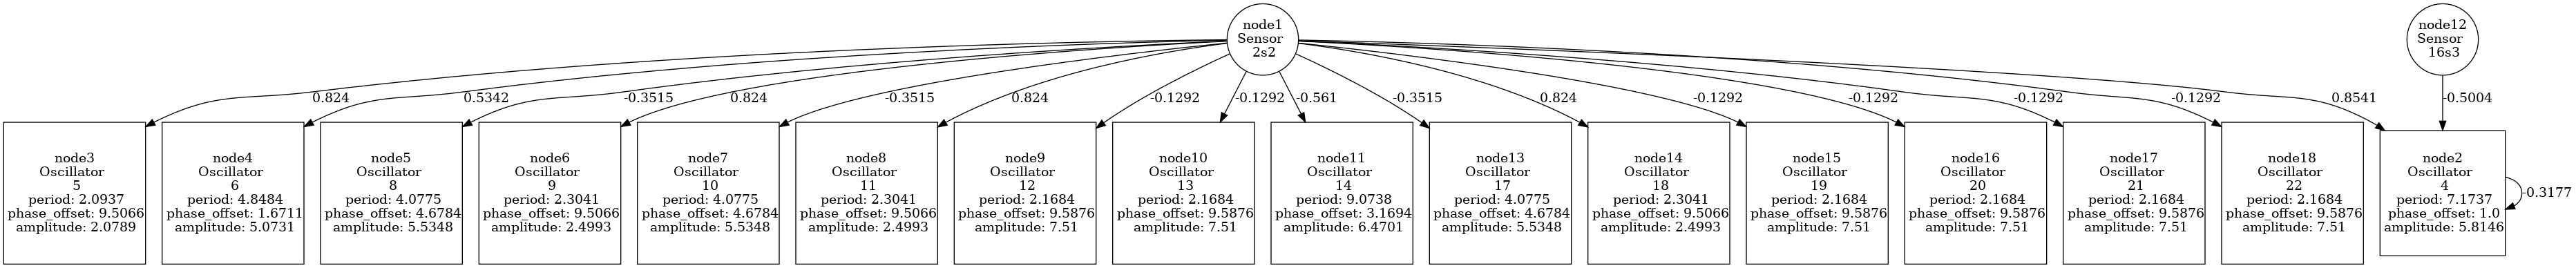 node1
Sensor
2s2
node12
Sensor
16s3
0.824
0.5342
-0.3515
0.824
-0.3515
0.824
-0.1292
-0.1292
-0.561
-0.3515
0.824
-0.1292
-0.1292
-0.1292
-0.1292
0.8541
-0.5004
node3
Oscillator
5
period: 2.0937
phase_offset: 9.5066
amplitude: 2.0789
node4
Oscillator
6
period: 4.8484
phase_offset: 1.6711
amplitude: 5.0731
node5
Oscillator
8
period: 4.0775
phase_offset: 4.6784
amplitude: 5.5348
node6
Oscillator
9
period: 2.3041
phase_offset: 9.5066
amplitude: 2.4993
node7
Oscillator
10
period: 4.0775
phase_offset: 4.6784
amplitude: 5.5348
node8
Oscillator
11
period: 2.3041
phase_offset: 9.5066
amplitude: 2.4993
node9
Oscillator
12
period: 2.1684
phase_offset: 9.5876
amplitude: 7.51
node10
Oscillator
13
period: 2.1684
phase_offset: 9.5876
amplitude: 7.51
node11
Oscillator
14
period: 9.0738
phase_offset: 3.1694
amplitude: 6.4701
node13
Oscillator
17
period: 4.0775
phase_offset: 4.6784
amplitude: 5.5348
node14
Oscillator
18
period: 2.3041
phase_offset: 9.5066
amplitude: 2.4993
node15
Oscillator
19
period: 2.1684
phase_offset: 9.5876
amplitude: 7.51
node16
Oscillator
20
period: 2.1684
phase_offset: 9.5876
amplitude: 7.51
node17
Oscillator
21
period: 2.1684
phase_offset: 9.5876
amplitude: 7.51
node18
Oscillator
22
period: 2.1684
phase_offset: 9.5876
amplitude: 7.51
node2
Oscillator
4
period: 7.1737
phase_offset: 1.0
amplitude: 5.8146
-0.3177